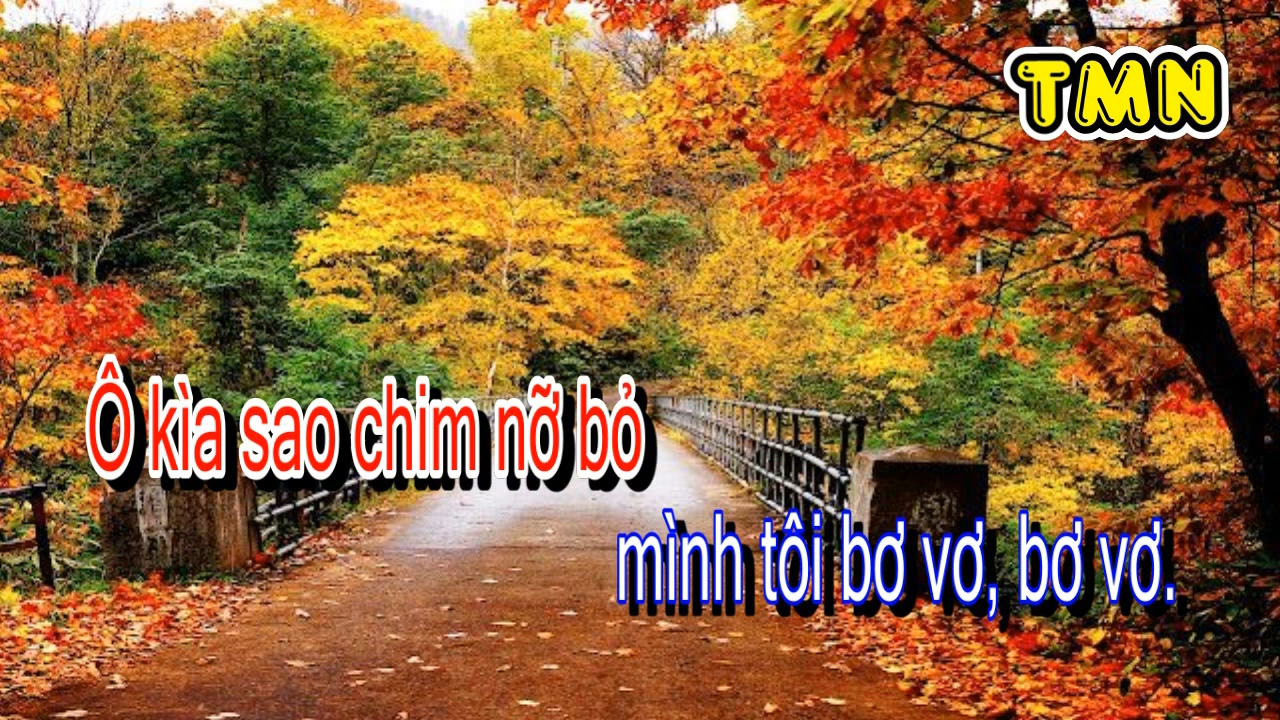 TMN
Ô kìa sao chim nỡ bỏ
mình tôi bơ vơ, bơ vơ.